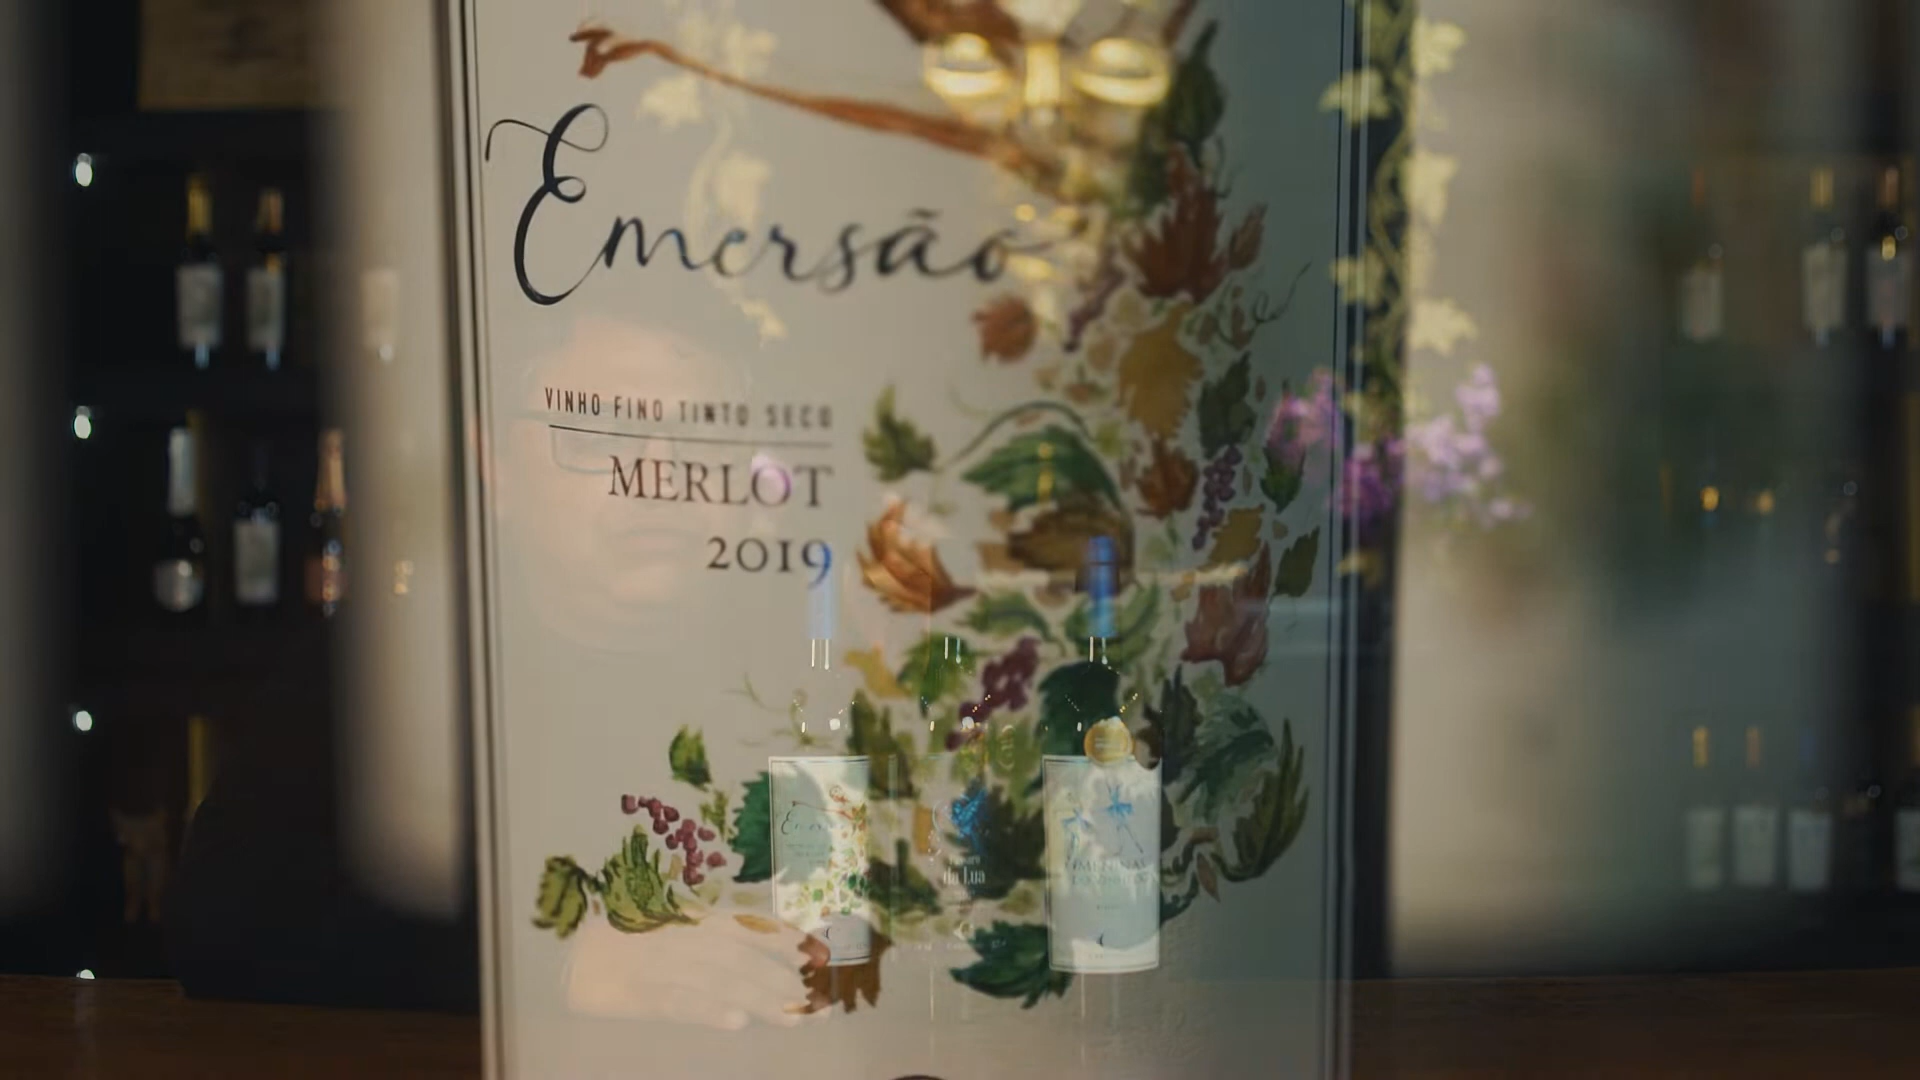 Emersão
VINHO FINO TINTO SECO
MERLOT
2019
da Lua